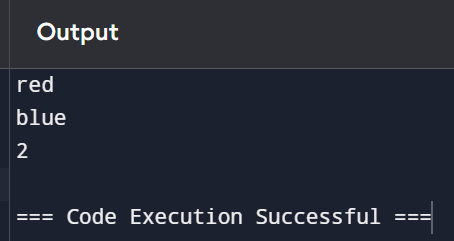 Output
red
blue
2
=== Code Execution Successful ===